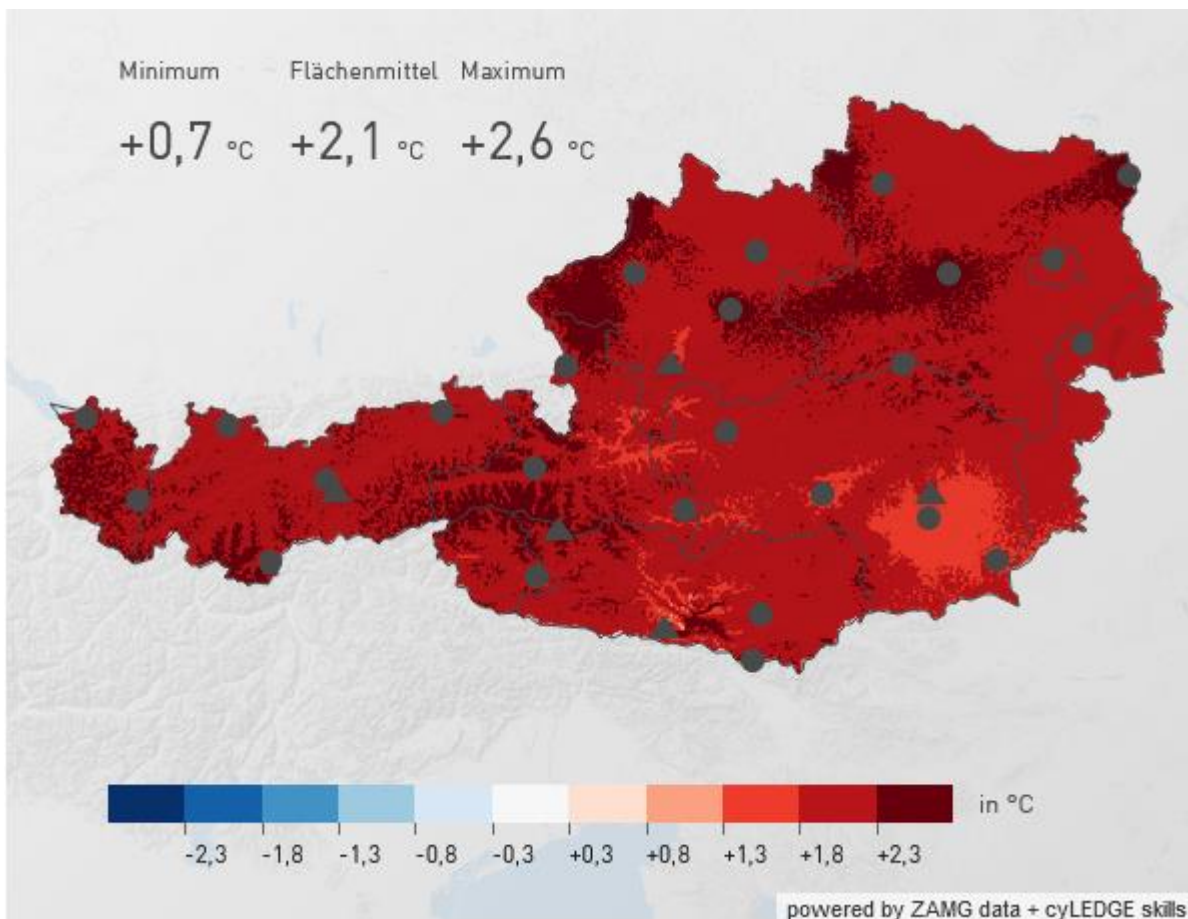 Minimum Flächenmittel Maximum
+0,7 °C +2,1 °C +2,6 °C
in °C
-2,3 -1,8 -1,3 -0,8 -0,3 +0,3 +0,8 +1,3 +1,8 +2,3
powered by ZAMG data + cyLEDGE skills